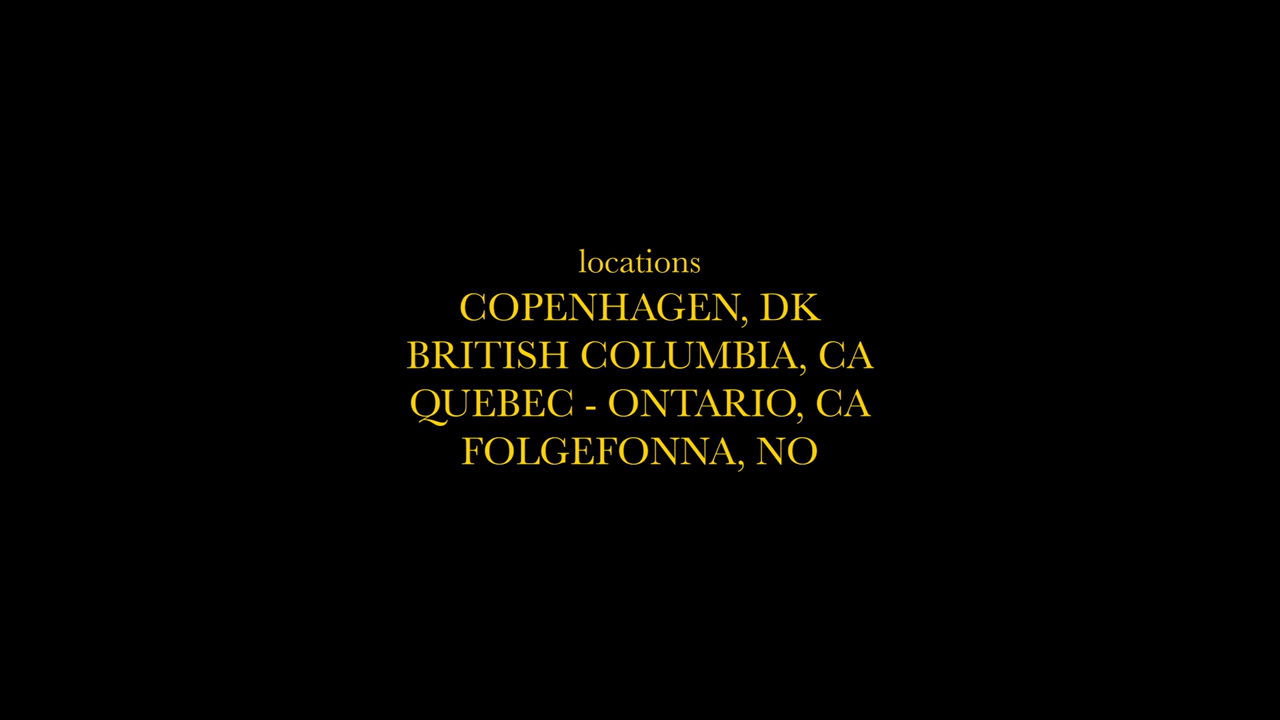 locations
COPENHAGEN, DK
BRITISH COLUMBIA, CA
QUEBEC - ONTARIO, CA
FOLGEFONNA, NO